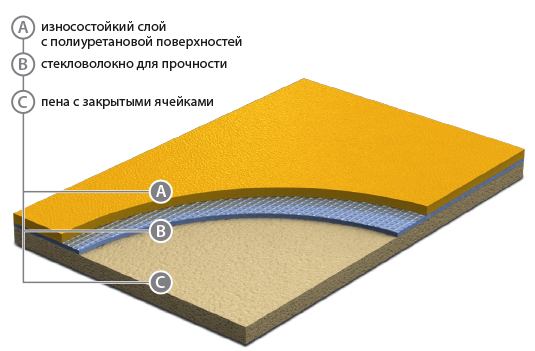 A износостойкий слой
с полиуретановой поверхностей
B стекловолокно для прочности
C пена с закрытыми ячейками
A
B
C